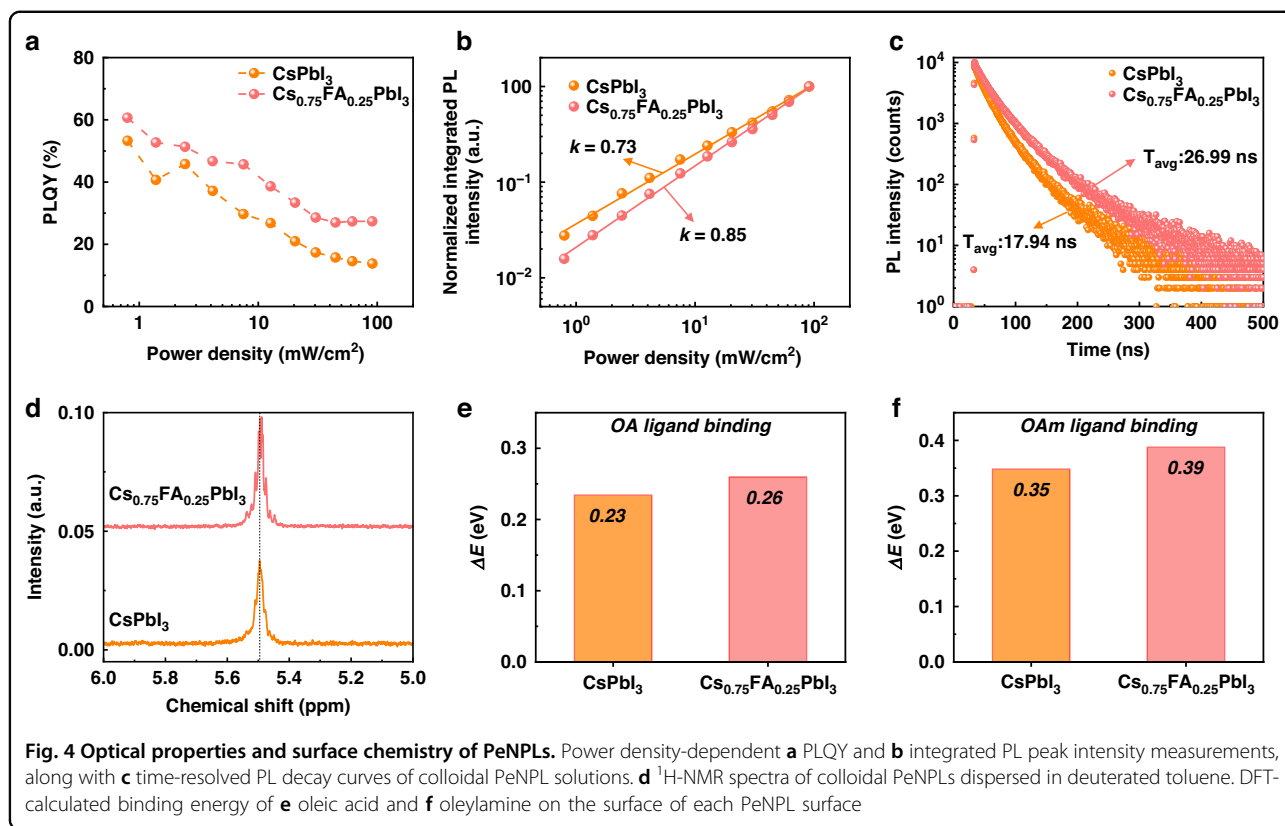 a
80
60
40
20
0
PLQY (%)
CsPbI₃
Cs₀.₇₅FA₀.₂₅PbI₃
1
10
100
Power density (mW/cm²)
b
100
10⁻¹
10⁻²
Normalized integrated PL
intensity (a.u.)
CsPbI₃
Cs₀.₇₅FA₀.₂₅PbI₃
k = 0.73
k = 0.85
10⁰
10¹
10²
Power density (mW/cm²)
c
10⁴
10³
10²
10¹
10⁰
PL intensity (counts)
CsPbI₃
Cs₀.₇₅FA₀.₂₅PbI₃
Tavg:26.99 ns
Tavg:17.94 ns
0
100
200
300
400
500
Time (ns)
d
0.10
0.05
0.00
Intensity (a.u.)
Cs₀.₇₅FA₀.₂₅PbI₃
CsPbI₃
6.0
5.8
5.6
5.4
5.2
5.0
Chemical shift (ppm)
e
0.3
0.2
0.1
0.0
ΔE (eV)
OA ligand binding
0.23
0.26
CsPbI₃
Cs₀.₇₅FA₀.₂₅PbI₃
f
0.4
0.3
0.2
0.1
0.0
ΔE (eV)
OAm ligand binding
0.35
0.39
CsPbI₃
Cs₀.₇₅FA₀.₂₅PbI₃
Fig. 4 Optical properties and surface chemistry of PeNPLs. Power density-dependent a PLQY and b integrated PL peak intensity measurements,
along with c time-resolved PL decay curves of colloidal PeNPL solutions. d ¹H-NMR spectra of colloidal PeNPLs dispersed in deuterated toluene. DFT-
calculated binding energy of e oleic acid and f oleylamine on the surface of each PeNPL surface